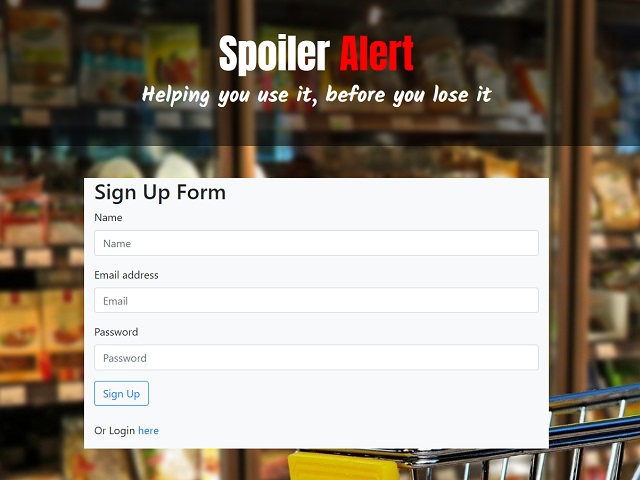 Spoiler Alert
Helping you use it, before you lose it
Sign Up Form
Name
Name
Email address
Email
Password
Password
Sign Up
Or Login here